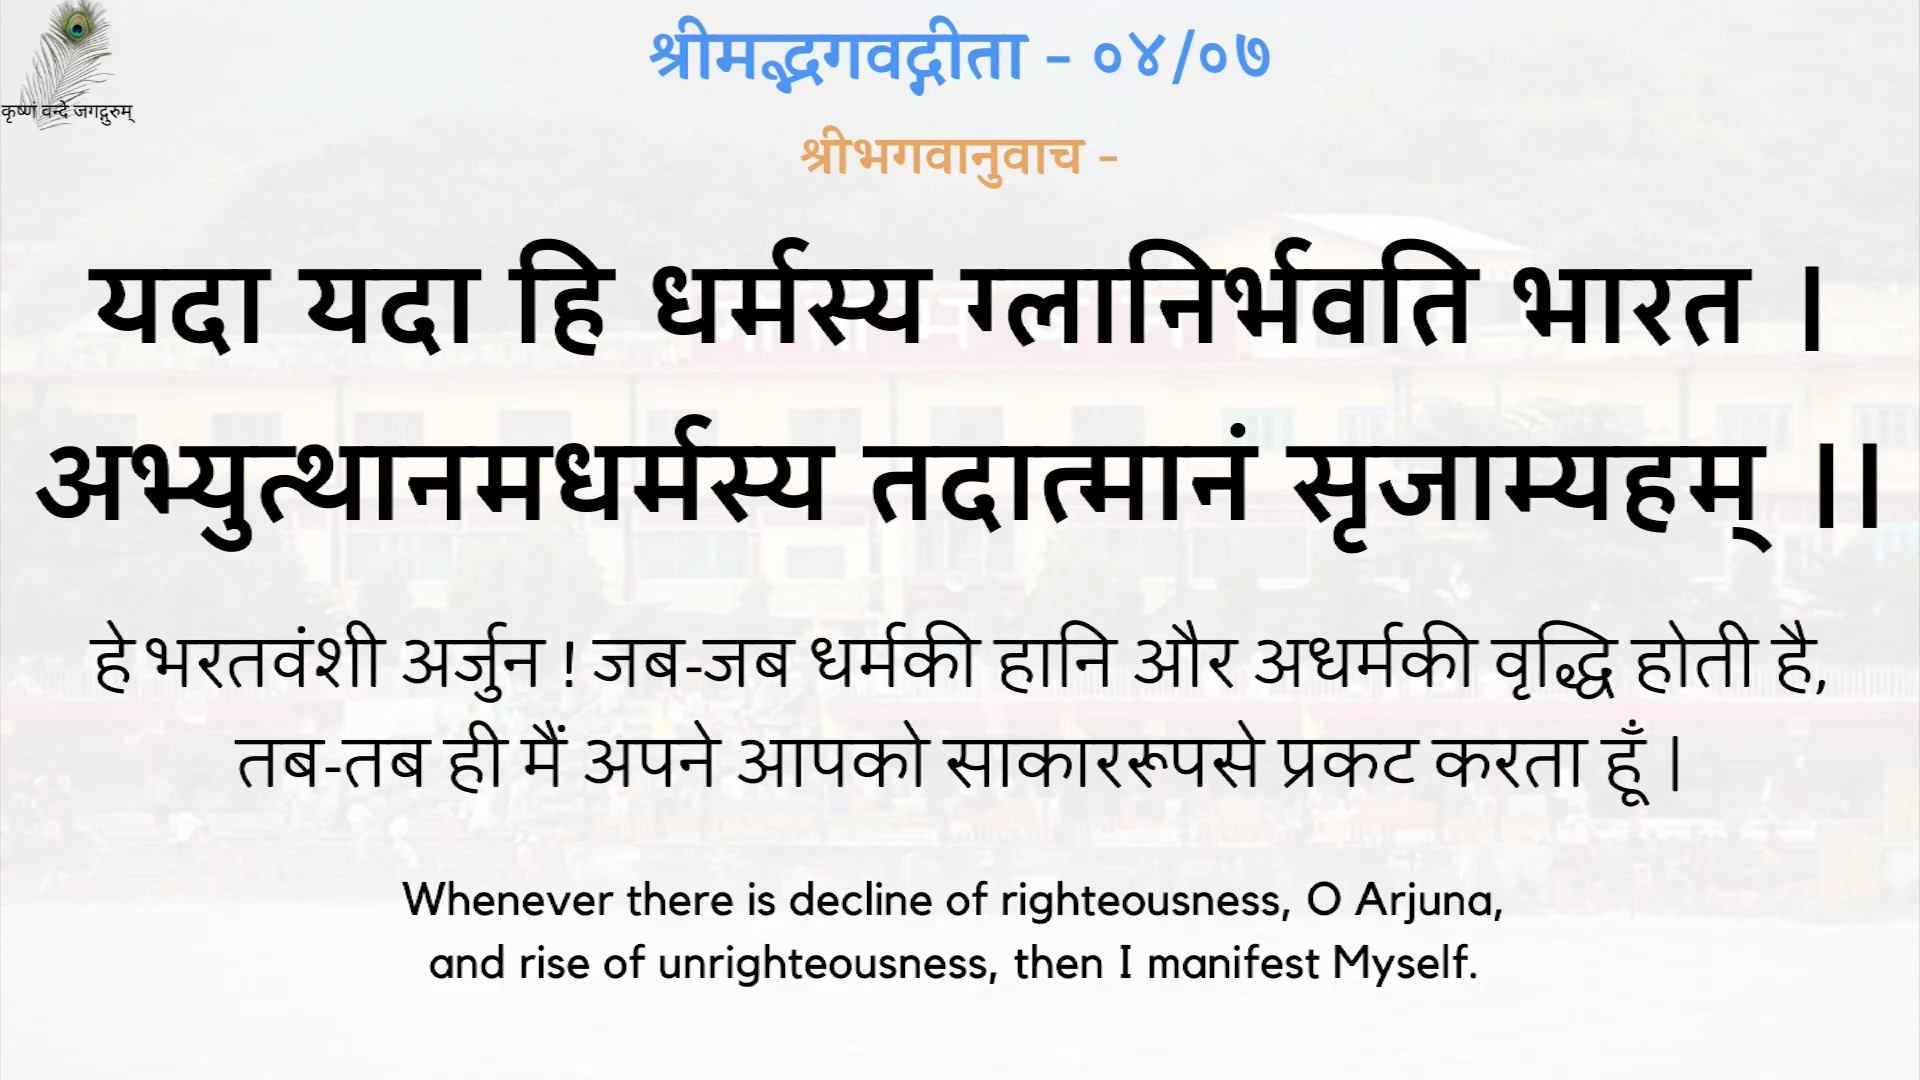 कृष्णं वन्दे जगद्गुरुम्
श्रीमद्भगवद्गीता - ०४/०७
श्रीभगवानुवाच -
यदा यदा हि धर्मस्य ग्लानिर्भवति भारत ।
अभ्युत्थानमधर्मस्य तदात्मानं सृजाम्यहम् ।।
हे भरतवंशी अर्जुन ! जब-जब धर्मकी हानि और अधर्मकी वृद्धि होती है,
तब-तब ही मैं अपने आपको साकाररूपसे प्रकट करता हूँ ।
Whenever there is decline of righteousness, O Arjuna,
and rise of unrighteousness, then I manifest Myself.